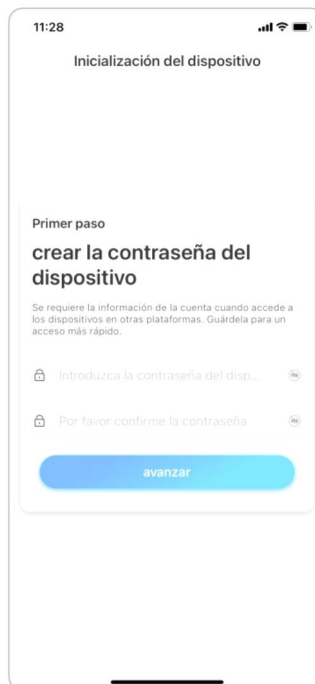 11:28
Inicialización del dispositivo
Primer paso
crear la contraseña del
dispositivo
Se requiere la información de la cuenta cuando accede a
los dispositivos en otras plataformas. Guárdela para un
acceso más rápido.
Introduzca la contraseña del disp...
Por favor confirme la contraseña
avanzar